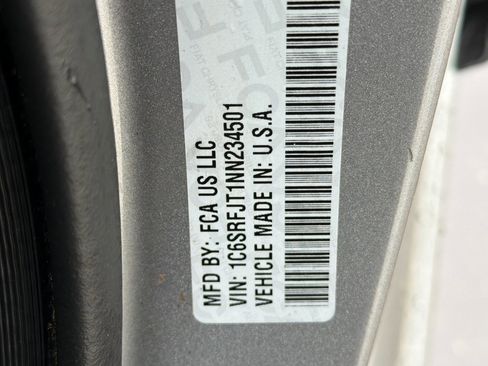 MFD BY: FCA US LLC
VIN: 1C6SRFJT1NN234501
VEHICLE MADE IN: U.S.A.